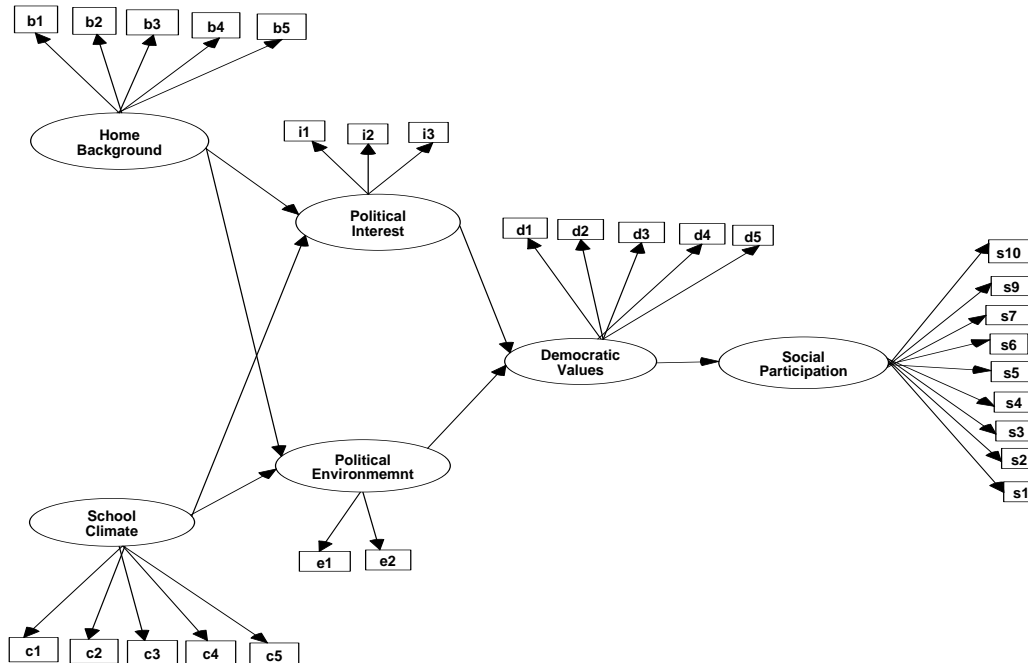 b1
b2
b3
b4
b5
Home
Background
i1
i2
i3
Political
Interest
d1
d2
d3
d4
d5
Democratic
Values
Social
Participation
s10
s9
s7
s6
s5
s4
s3
s2
s1
Political
Environmemnt
e1
e2
School
Climate
c1
c2
c3
c4
c5